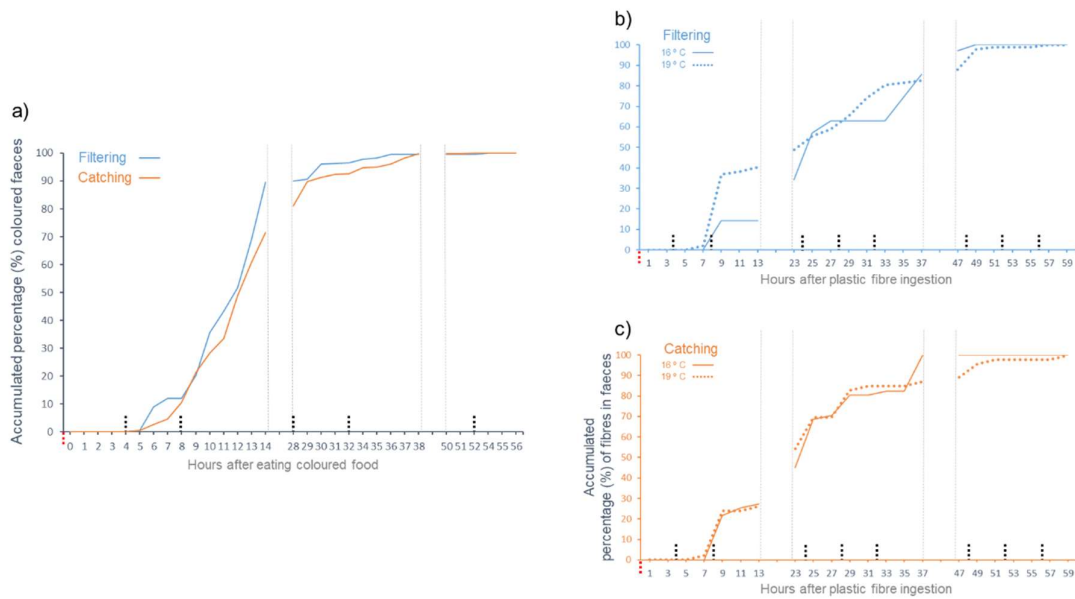 a)
Accumulated percentage (%) coloured faeces
Filtering
Catching
100
90
80
70
60
50
40
30
20
10
0
0 1 2 3 4 5 6 7 8 9 10 11 12 13 14 28 29 30 31 32 34 35 36 37 38 50 51 52 54 55 56
Hours after eating coloured food
b)
Filtering
16 º C
19 º C
100
90
80
70
60
50
40
30
20
10
0
1 3 5 7 9 11 13 23 25 27 29 31 33 35 37 47 49 51 53 55 57 59
Hours after plastic fibre ingestion
c)
Accumulated
percentage (%) of fibres in faeces
Catching
16 º C
19 º C
100
90
80
70
60
50
40
30
20
10
0
1 3 5 7 9 11 13 23 25 27 29 31 33 35 37 47 49 51 53 55 57 59
Hours after plastic fibre ingestion